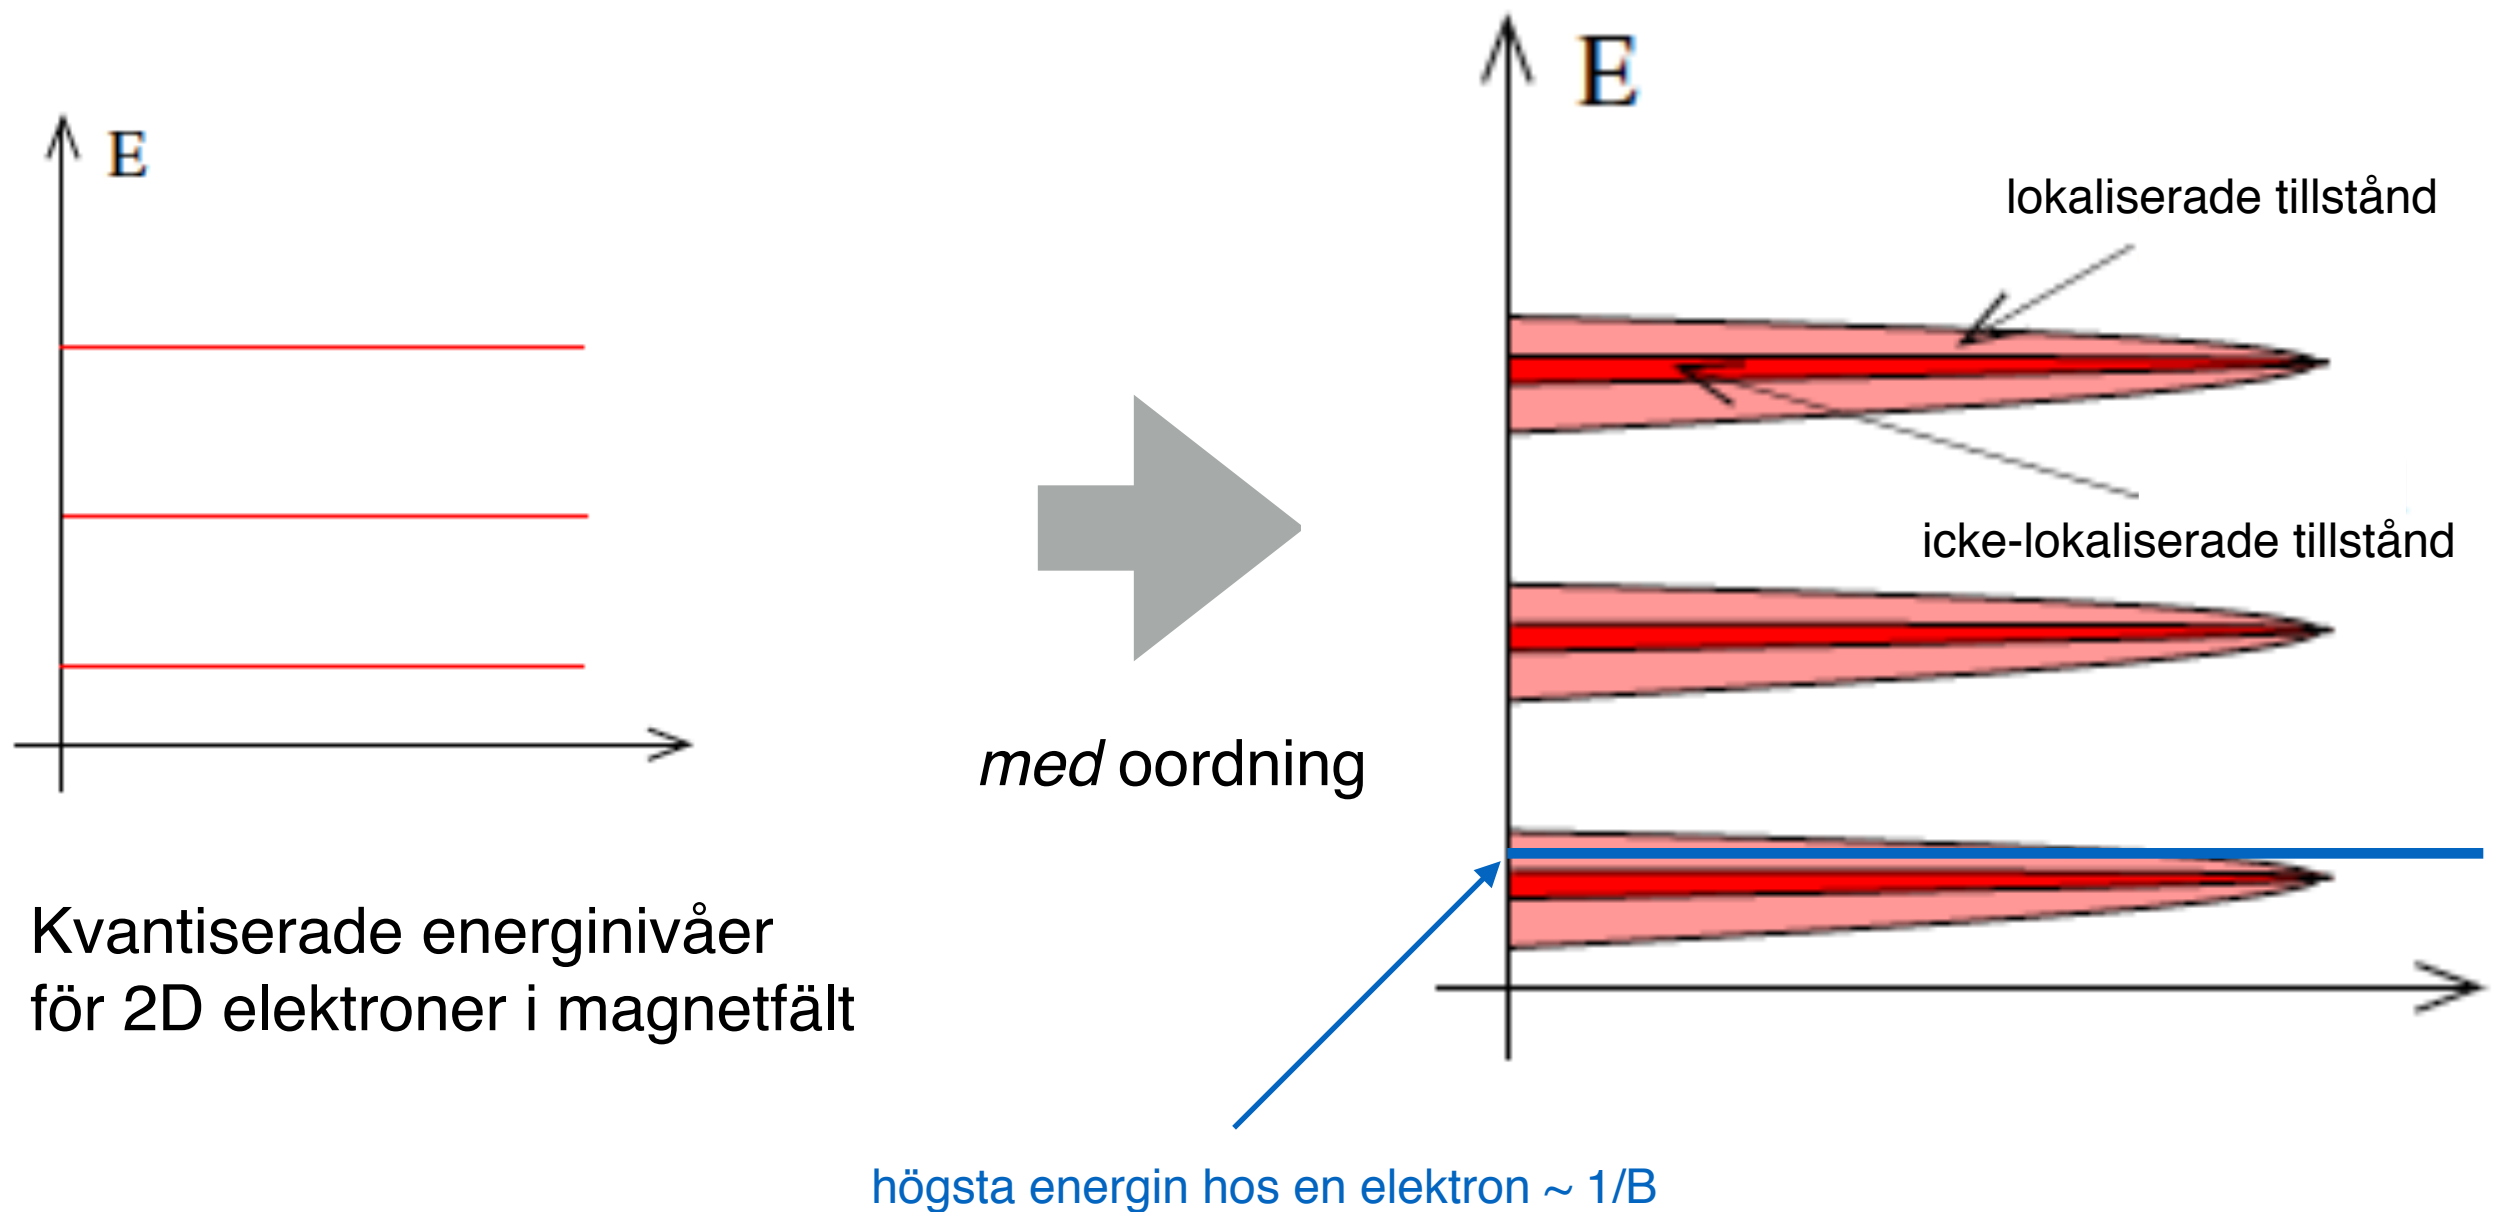 E
E
lokaliserade tillstånd
icke-lokaliserade tillstånd
med oordning
Kvantiserade energinivåer
för 2D elektroner i magnetfält
högsta energin hos en elektron ~ 1/B